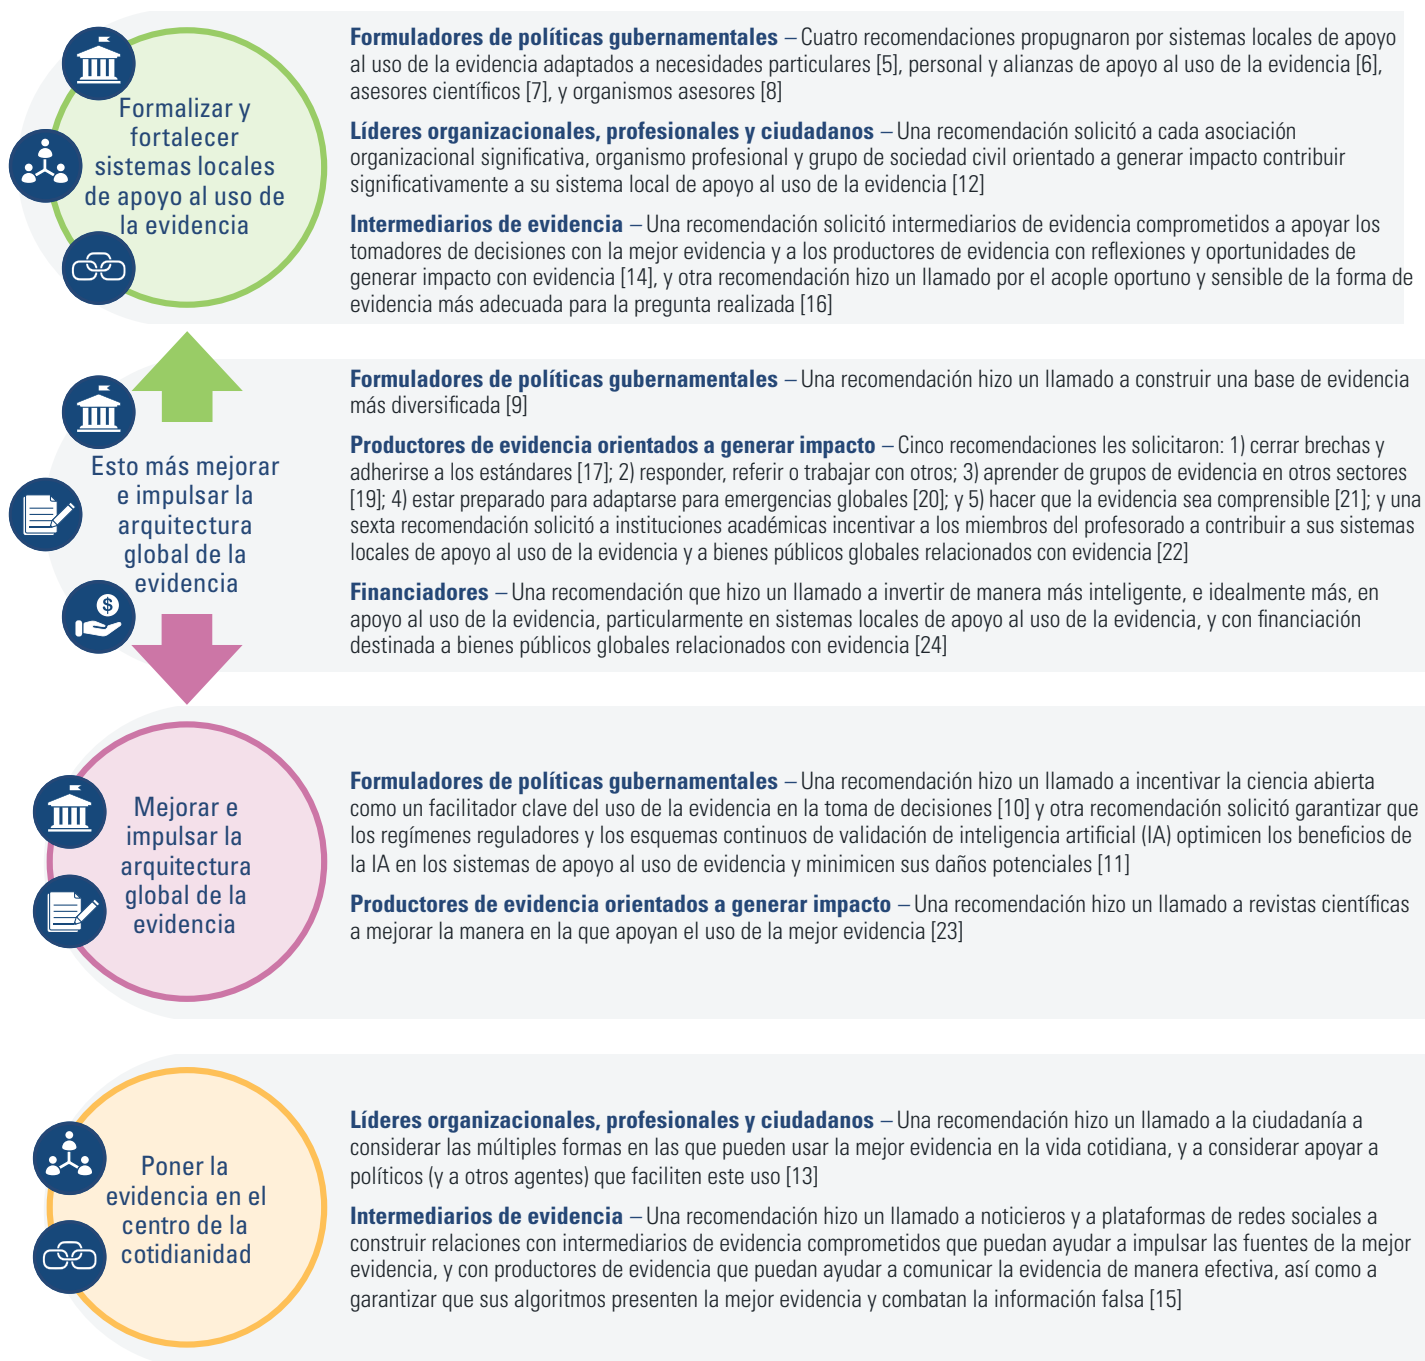 Formalizar y
fortalecer
sistemas locales
de apoyo al uso de
la evidencia
Formuladores de políticas gubernamentales – Cuatro recomendaciones propugnaron por sistemas locales de apoyo
al uso de la evidencia adaptados a necesidades particulares [5], personal y alianzas de apoyo al uso de la evidencia [6],
asesores científicos [7], y organismos asesores [8]
Líderes organizacionales, profesionales y ciudadanos – Una recomendación solicitó a cada asociación
organizacional significativa, organismo profesional y grupo de sociedad civil orientado a generar impacto contribuir
significativamente a su sistema local de apoyo al uso de la evidencia [12]
Intermediarios de evidencia – Una recomendación solicitó intermediarios de evidencia comprometidos a apoyar los
tomadores de decisiones con la mejor evidencia y a los productores de evidencia con reflexiones y oportunidades de
generar impacto con evidencia [14], y otra recomendación hizo un llamado por el acople oportuno y sensible de la forma de
evidencia más adecuada para la pregunta realizada [16]
Esto más mejorar
e impulsar la
arquitectura
global de la
evidencia
$
Formuladores de políticas gubernamentales – Una recomendación hizo un llamado a construir una base de evidencia
más diversificada [9]
Productores de evidencia orientados a generar impacto – Cinco recomendaciones les solicitaron: 1) cerrar brechas y
adherirse a los estándares [17]; 2) responder, referir o trabajar con otros; 3) aprender de grupos de evidencia en otros sectores
[19]; 4) estar preparado para adaptarse para emergencias globales [20]; y 5) hacer que la evidencia sea comprensible [21]; y una
sexta recomendación solicitó a instituciones académicas incentivar a los miembros del profesorado a contribuir a sus sistemas
locales de apoyo al uso de la evidencia y a bienes públicos globales relacionados con evidencia [22]
Financiadores – Una recomendación que hizo un llamado a invertir de manera más inteligente, e idealmente más, en
apoyo al uso de la evidencia, particularmente en sistemas locales de apoyo al uso de la evidencia, y con financiación
destinada a bienes públicos globales relacionados con evidencia [24]
Mejorar e
impulsar la
arquitectura
global de la
evidencia
Formuladores de políticas gubernamentales – Una recomendación hizo un llamado a incentivar la ciencia abierta
como un facilitador clave del uso de la evidencia en la toma de decisiones [10] y otra recomendación solicitó garantizar que
los regímenes reguladores y los esquemas continuos de validación de inteligencia artificial (IA) optimicen los beneficios de
la IA en los sistemas de apoyo al uso de evidencia y minimicen sus daños potenciales [11]
Productores de evidencia orientados a generar impacto – Una recomendación hizo un llamado a revistas científicas
a mejorar la manera en la que apoyan el uso de la mejor evidencia [23]
Poner la
evidencia en el
centro de la
cotidianidad
Líderes organizacionales, profesionales y ciudadanos – Una recomendación hizo un llamado a la ciudadanía a
considerar las múltiples formas en las que pueden usar la mejor evidencia en la vida cotidiana, y a considerar apoyar a
políticos (y a otros agentes) que faciliten este uso [13]
Intermediarios de evidencia – Una recomendación hizo un llamado a noticieros y a plataformas de redes sociales a
construir relaciones con intermediarios de evidencia comprometidos que puedan ayudar a impulsar las fuentes de la mejor
evidencia, y con productores de evidencia que puedan ayudar a comunicar la evidencia de manera efectiva, así como a
garantizar que sus algoritmos presenten la mejor evidencia y combatan la información falsa [15]